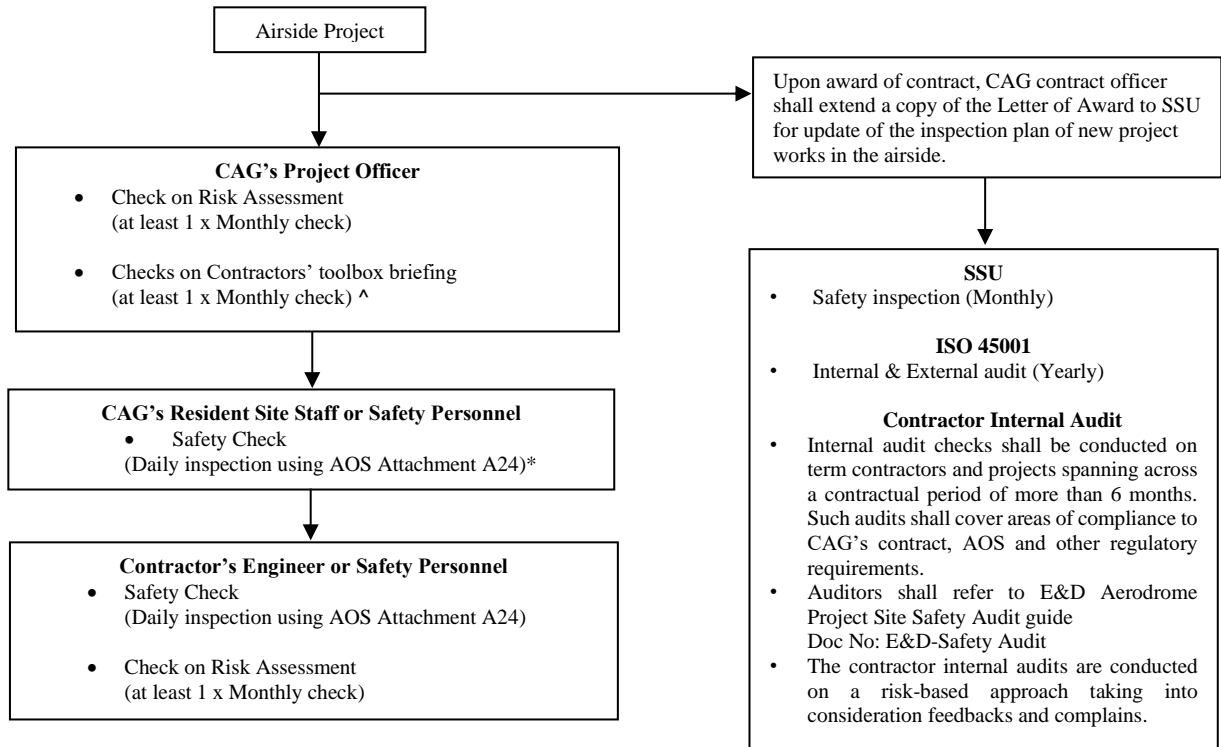 Airside Project
Upon award of contract, CAG contract officer
shall extend a copy of the Letter of Award to SSU
for update of the inspection plan of new project
works in the airside.
CAG’s Project Officer
• Check on Risk Assessment
(at least 1 x Monthly check)
• Checks on Contractors’ toolbox briefing
(at least 1 x Monthly check) ^
CAG’s Resident Site Staff or Safety Personnel
• Safety Check
(Daily inspection using AOS Attachment A24)*
Contractor’s Engineer or Safety Personnel
• Safety Check
(Daily inspection using AOS Attachment A24)
• Check on Risk Assessment
(at least 1 x Monthly check)
SSU
• Safety inspection (Monthly)
ISO 45001
• Internal & External audit (Yearly)
Contractor Internal Audit
• Internal audit checks shall be conducted on
term contractors and projects spanning across
a contractual period of more than 6 months.
Such audits shall cover areas of compliance to
CAG’s contract, AOS and other regulatory
requirements.
• Auditors shall refer to E&D Aerodrome
Project Site Safety Audit guide
Doc No: E&D-Safety Audit
• The contractor internal audits are conducted
on a risk-based approach taking into
consideration feedbacks and complains.